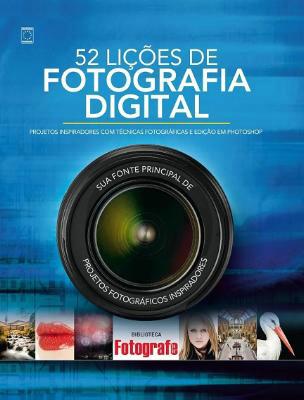 52 LIÇÕES DE
FOTOGRAFIA
DIGITAL
PROJETOS INSPIRADORES COM TÉCNICAS FOTOGRÁFICAS E EDIÇÃO EM PHOTOSHOP
SUA FONTE PRINCIPAL DE
PROJETOS FOTOGRÁFICOS INSPIRADORES
BIBLIOTECA
Fotografe